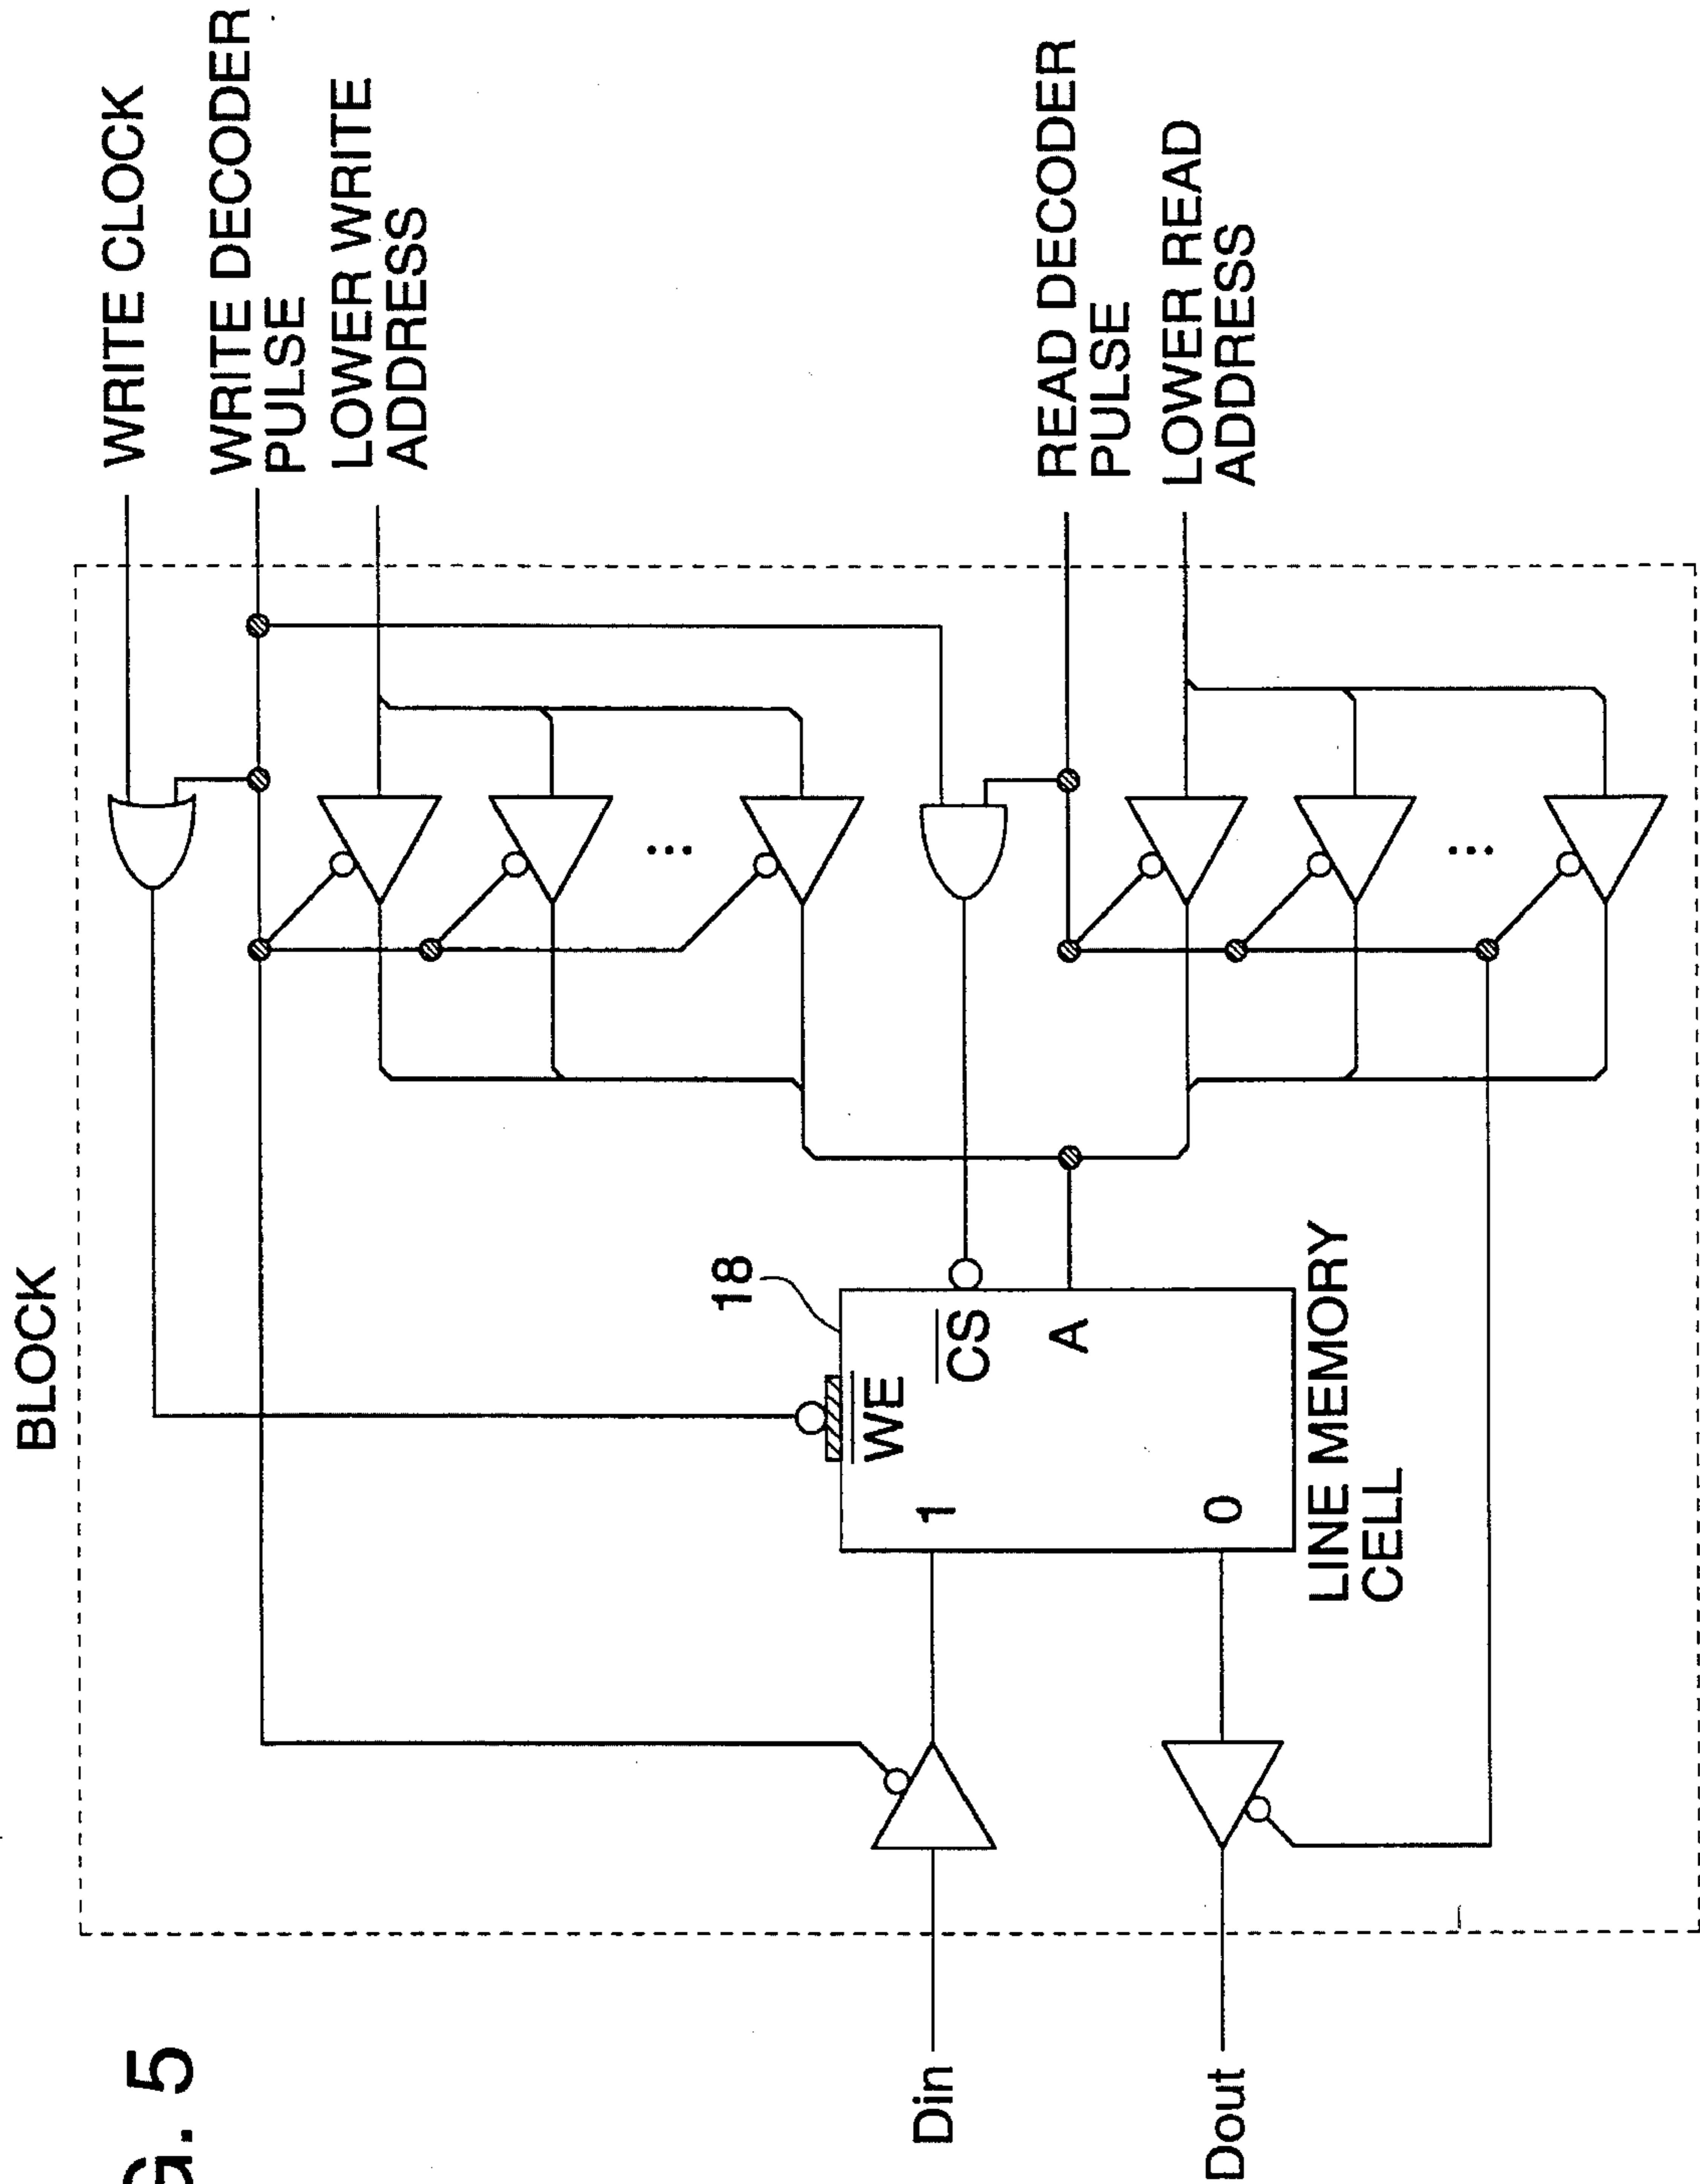 G. 5
BLOCK
WRITE CLOCK
WRITE DECODER
PULSE
LOWER WRITE
ADDRESS
18
WE
CS
A
1
0
LINE MEMORY
CELL
READ DECODER
PULSE
LOWER READ
ADDRESS
Din
Dout